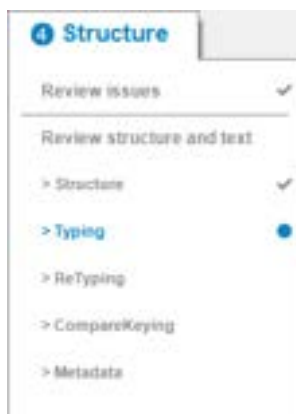 4 Structure
Review issues
Review structure and text
> Structure
> Typing
> ReTyping
> CompareKeying
> Metadata